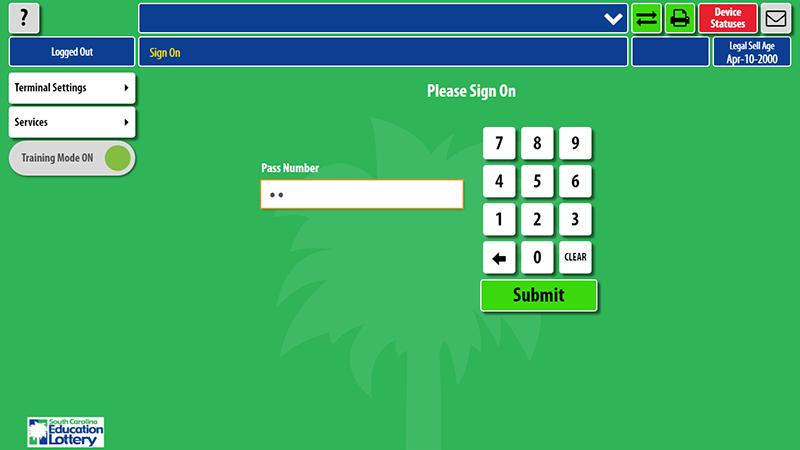 ?
Device
Statuses
Logged Out
Sign On
Legal Sell Age
Apr-10-2000
Terminal Settings
Services
Training Mode ON
Please Sign On
Pass Number
7 8 9
4 5 6
1 2 3
0 CLEAR
Submit
South Carolina
Education
Lottery